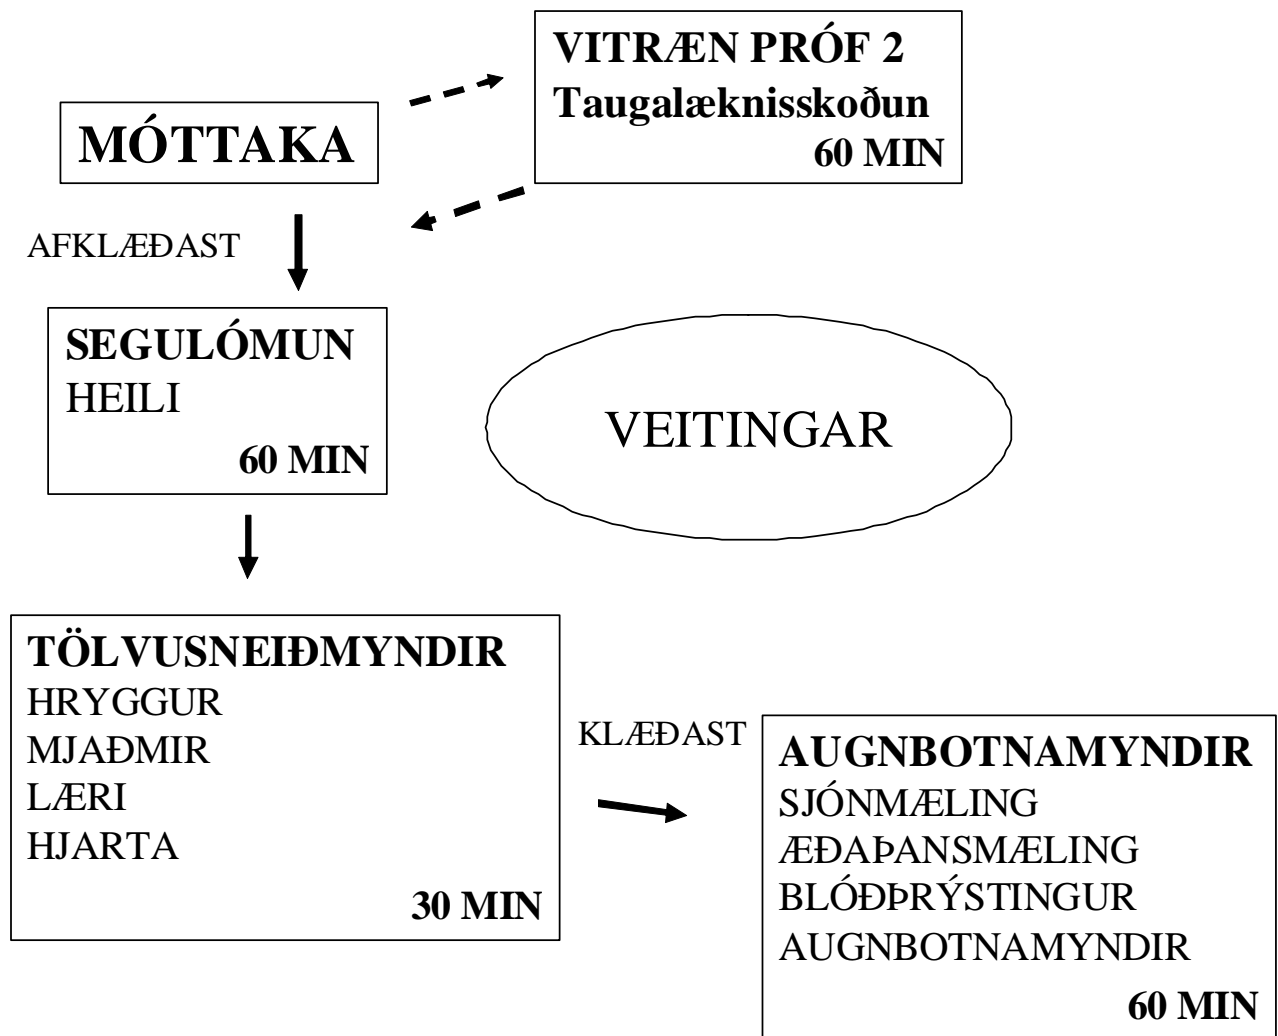 MÓTTAKA
VITRÆN PRÓF 2
Taugalæknisskoðun
60 MIN
AFKLÆÐAST
SEGULÓMUN
HEILI
60 MIN
VEITINGAR
TÖLVUSNEIÐMYNDIR
HRYGGUR
MJAÐMIR
LÆRI
HJARTA
30 MIN
KLÆÐAST
AUGNBOTNAMYNDIR
SJÓNMÆLING
ÆÐAÞANSMÆLING
BLÓÐÞRÝSTINGUR
AUGNBOTNAMYNDIR
60 MIN